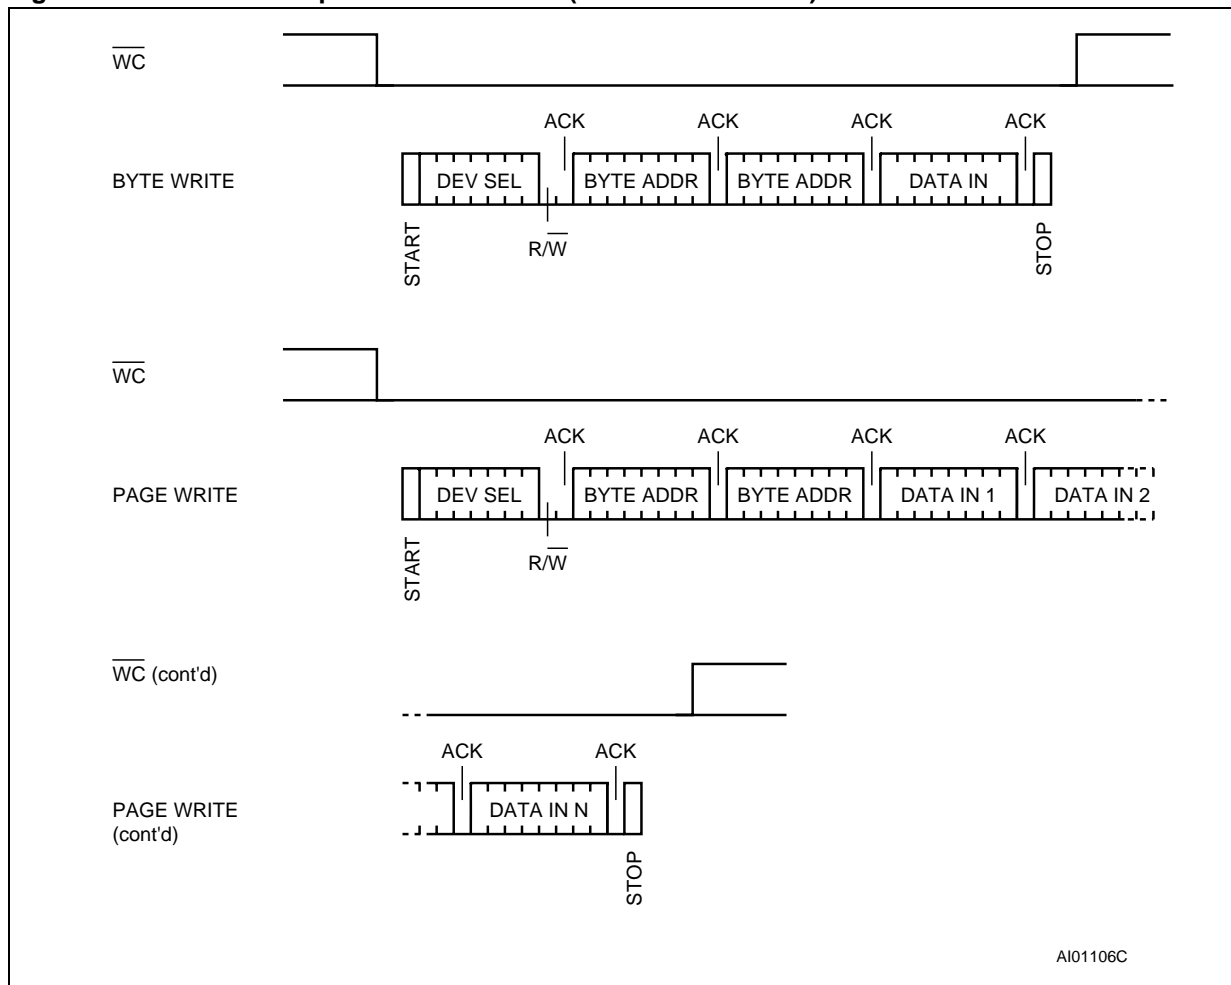 WC
ACK ACK ACK ACK
BYTE WRITE
DEV SEL BYTE ADDR BYTE ADDR DATA IN
START R/W STOP
WC
ACK ACK ACK ACK
PAGE WRITE
DEV SEL BYTE ADDR BYTE ADDR DATA IN 1 DATA IN 2
START R/W
WC (cont'd)
ACK ACK
PAGE WRITE
(cont'd)
DATA IN N
STOP
AI01106C